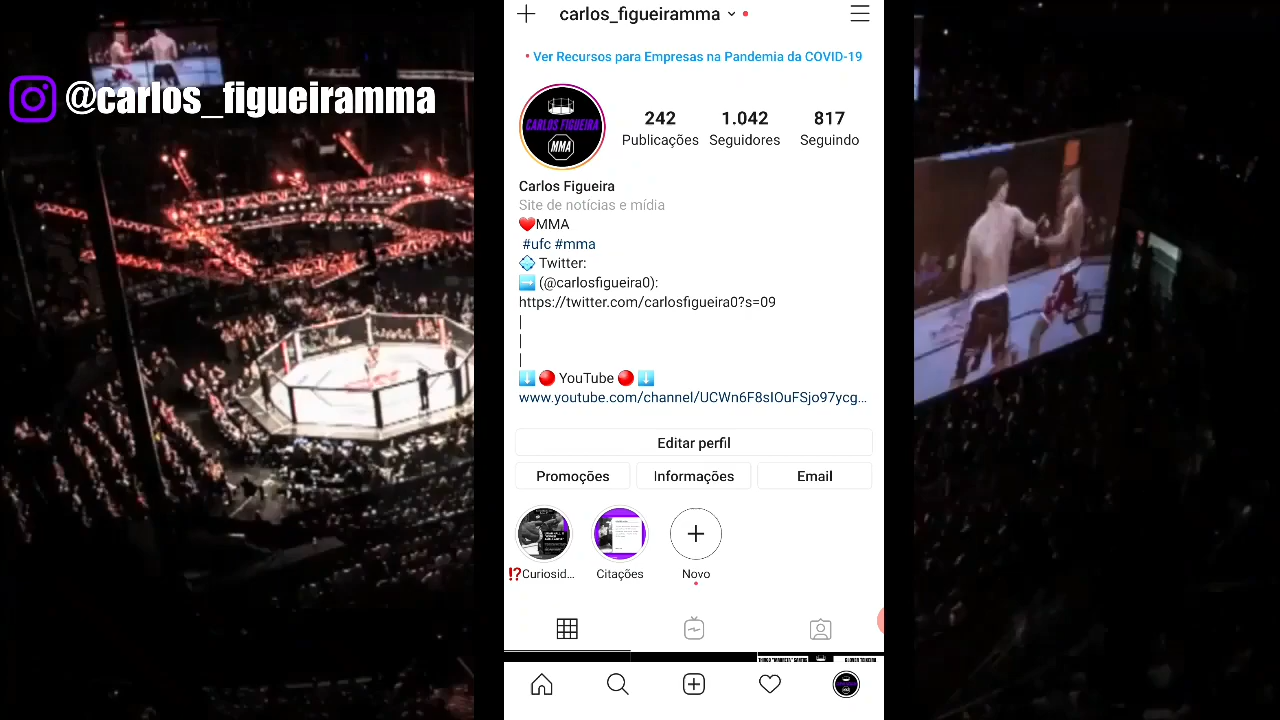 @carlos_figueiramma
carlos_figueiramma
Ver Recursos para Empresas na Pandemia da COVID-19
CARLOS FIGUEIRA
MMA
242
Publicações
1.042
Seguidores
817
Seguindo
Carlos Figueira
Site de notícias e mídia
❤️MMA
#ufc #mma
Twitter:
➡️ (@carlosfigueira0):
https://twitter.com/carlosfigueira0?s=09
|
|
|
⬇️ 🔴 YouTube 🔴 ⬇️
www.youtube.com/channel/UCWn6F8sIOuFSjo97ycg...
Editar perfil
Promoções
Informações
Email
⁉️Curiosid...
Citações
Novo